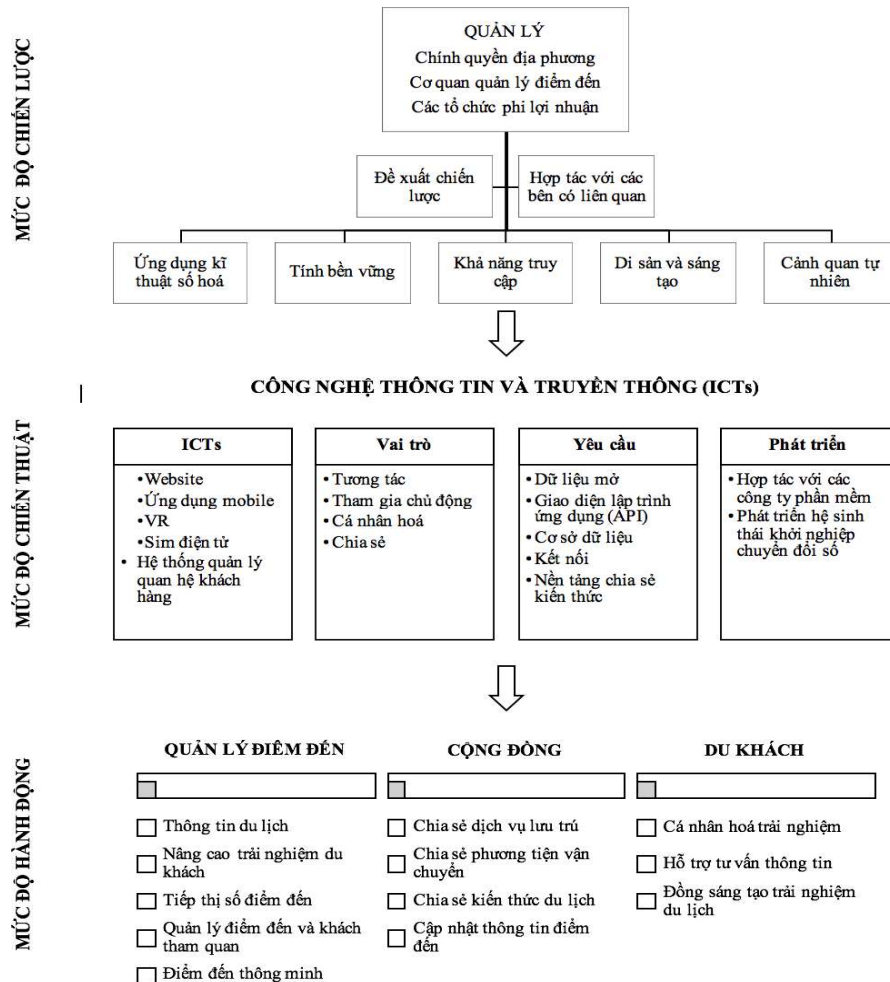 MỨC ĐỘ CHIẾN LƯỢC
QUẢN LÝ
Chính quyền địa phương
Cơ quan quản lý điểm đến
Các tổ chức phi lợi nhuận
Đề xuất chiến
lược
Hợp tác với các
bên có liên quan
Ứng dụng kĩ
thuật số hoá
Tính bền vững
Khả năng truy
cập
Di sản và sáng
tạo
Cảnh quan tự
nhiên
MỨC ĐỘ CHIẾN THUẬT
CÔNG NGHỆ THÔNG TIN VÀ TRUYỀN THÔNG (ICTs)
ICTs
•Website
•Ứng dụng mobile
•VR
•Sim điện tử
• Hệ thống quản lý
quan hệ khách
hàng
Vai trò
•Tương tác
•Tham gia chủ động
•Cá nhân hoá
•Chia sẻ
Yêu cầu
•Dữ liệu mở
•Giao diện lập trình
ứng dụng (API)
•Cơ sở dữ liệu
•Kết nối
•Nền tảng chia sẻ
kiến thức
Phát triển
•Hợp tác với các
công ty phần mềm
•Phát triển hệ sinh
thái khởi nghiệp
chuyển đổi số
MỨC ĐỘ HÀNH ĐỘNG
QUẢN LÝ ĐIỂM ĐẾN
Thông tin du lịch
Nâng cao trải nghiệm du
khách
Tiếp thị số điểm đến
Quản lý điểm đến và khách
tham quan
Điểm đến thông minh
CỘNG ĐỒNG
Chia sẻ dịch vụ lưu trú
Chia sẻ phương tiện vận
chuyển
Chia sẻ kiến thức du lịch
Cập nhật thông tin điểm
đến
DU KHÁCH
Cá nhân hoá trải nghiệm
Hỗ trợ tư vấn thông tin
Đồng sáng tạo trải nghiệm
du lịch